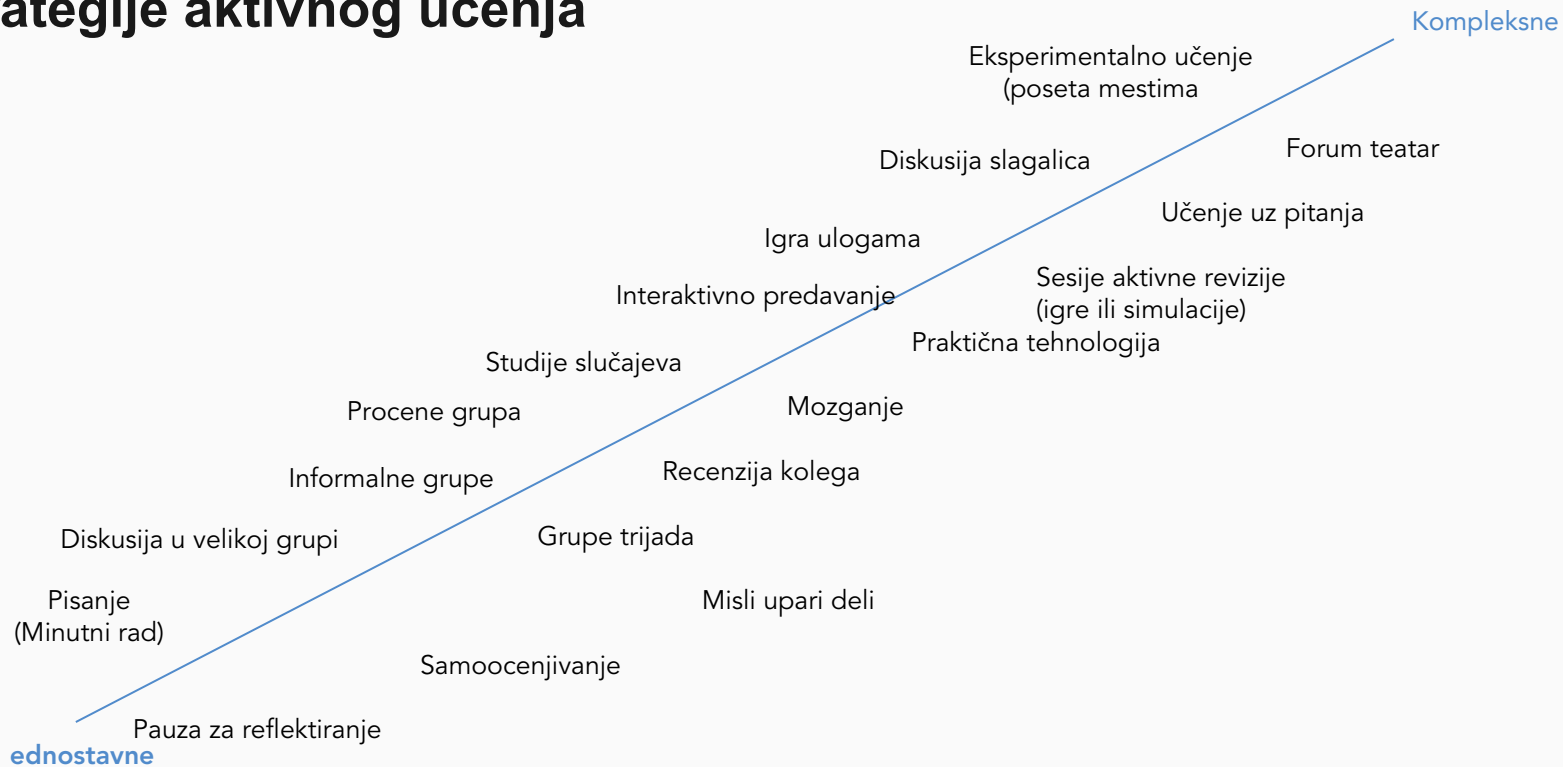 ategije aktivnog učenja
Kompleksne
Eksperimentalno učenje
(poseta mestima
Forum teatar
Diskusija slagalica
Učenje uz pitanja
Igra ulogama
Sesije aktivne revizije
(igre ili simulacije)
Interaktivno predavanje
Praktična tehnologija
Studije slučajeva
Procene grupa
Mozganje
Recenzija kolega
Informalne grupe
Grupe trijada
Diskusija u velikoj grupi
Pisanje
(Minutni rad)
Misli upari deli
Samoocenjivanje
Pauza za reflektiranje
ednostavne